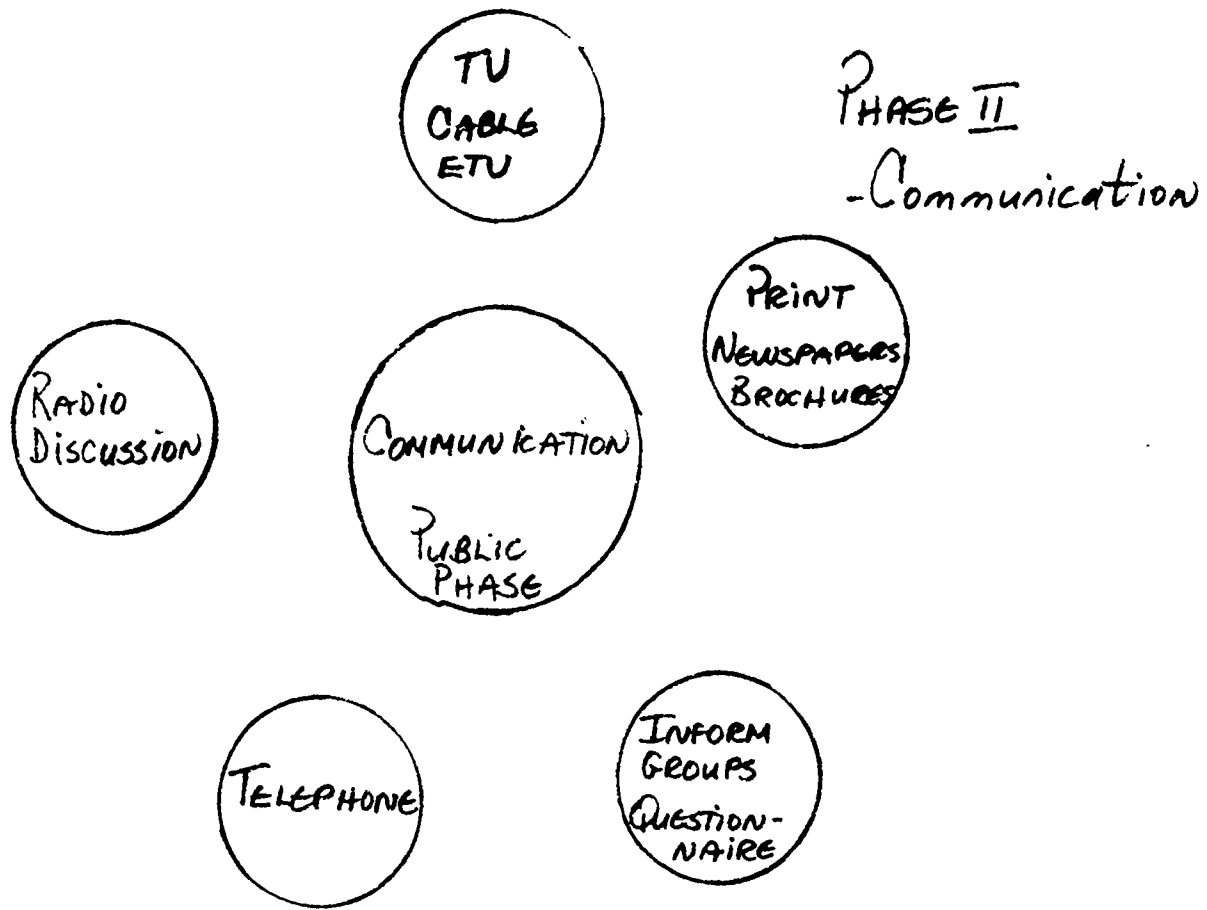 TV
CABLE
ETV
PHASE II
-Communication
PRINT
NEWSPAPERS
BROCHURES
RADIO
DISCUSSION
COMMUNICATION
PUBLIC
PHASE
TELEPHONE
INFORM
GROUPS
QUESTION-
NAIRE